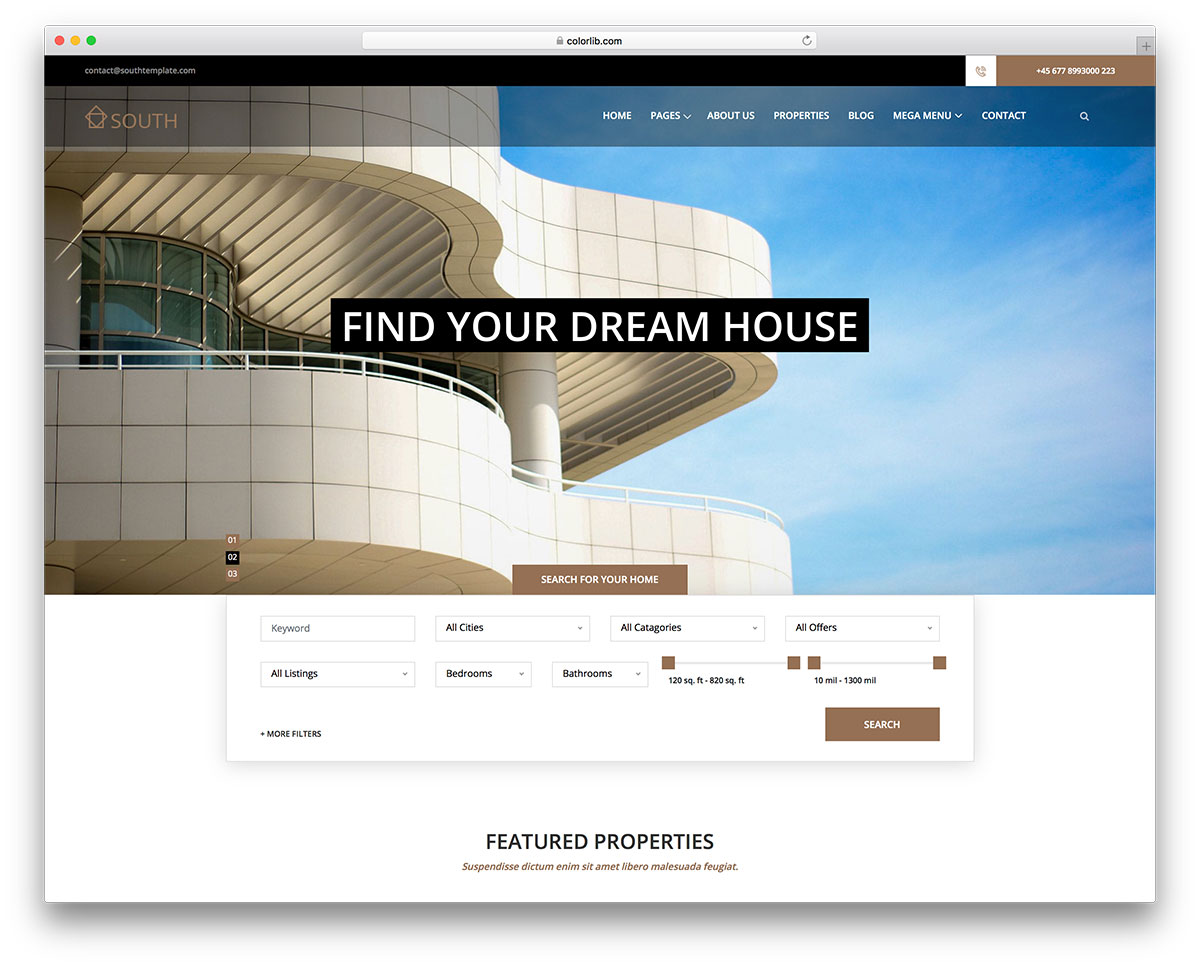 colorlib.com
contact@southtemplate.com
+45 677 8993000 223
SOUTH
HOME PAGES ABOUT US PROPERTIES BLOG MEGA MENU CONTACT
FIND YOUR DREAM HOUSE
01
02
03
SEARCH FOR YOUR HOME
Keyword All Cities All Catagories All Offers
All Listings Bedrooms Bathrooms
120 sq. ft - 820 sq. ft 10 mil - 1300 mil
+ MORE FILTERS SEARCH
FEATURED PROPERTIES
Suspendisse dictum enim sit amet libero malesuada feugiat.